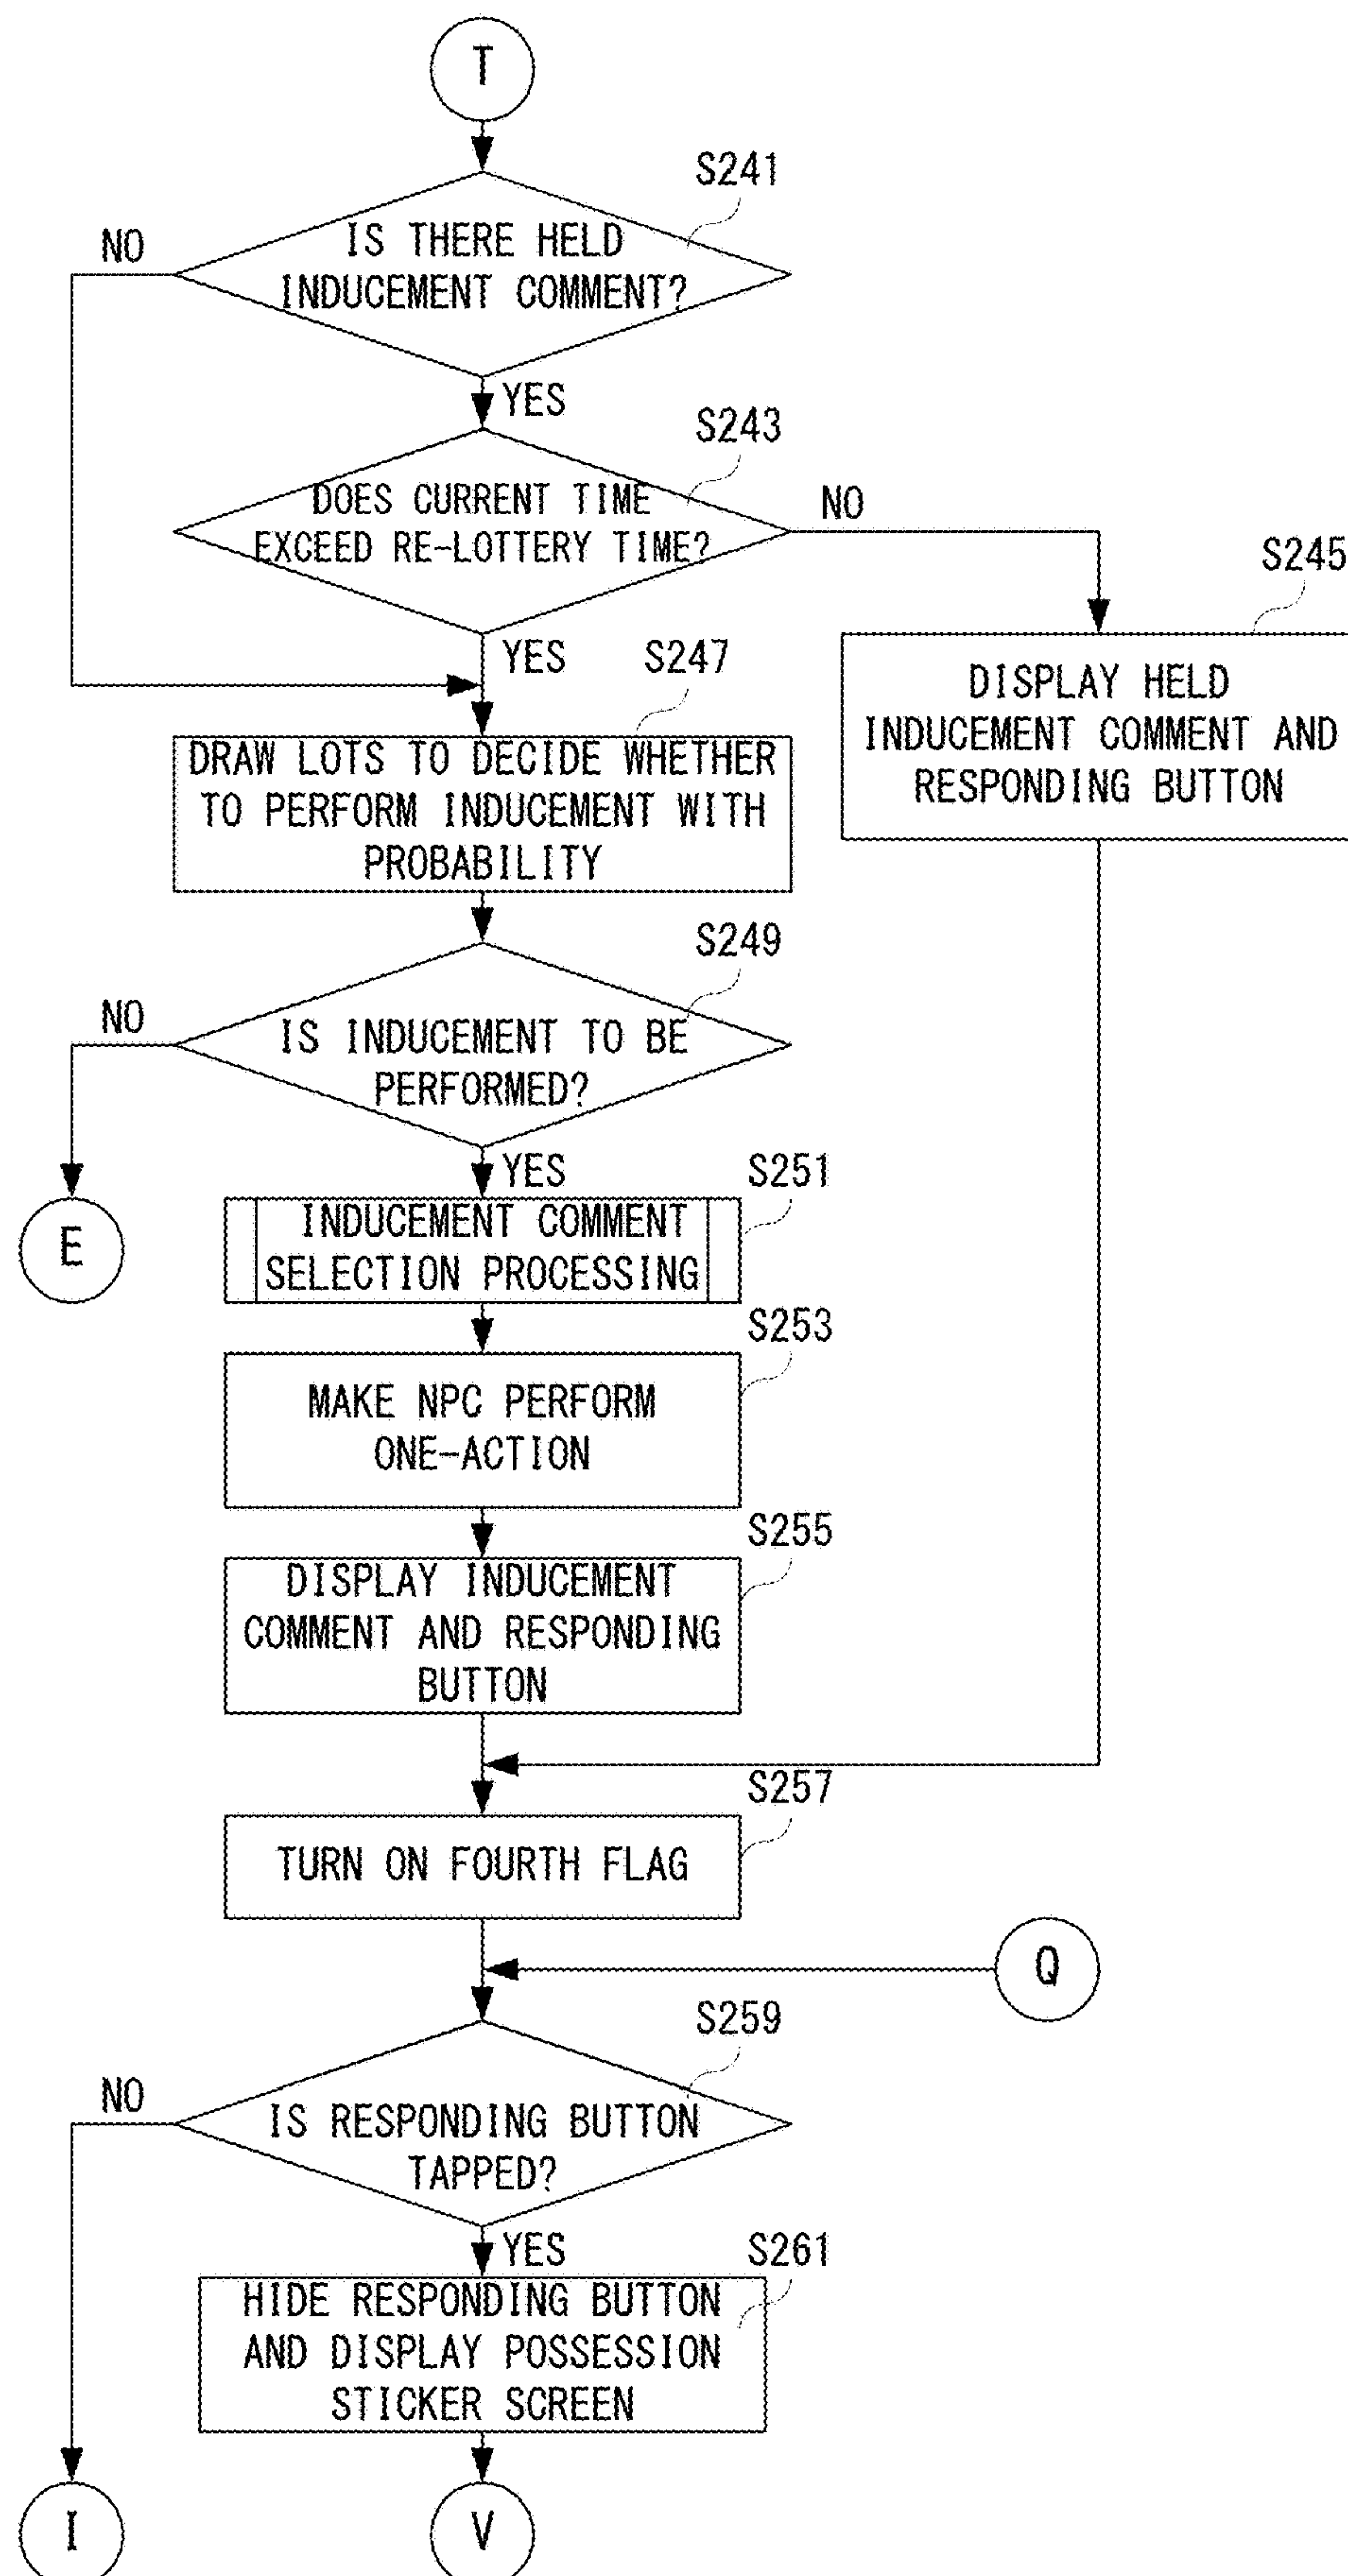 T
S241
IS THERE HELD
INDUCEMENT COMMENT?
NO
YES
S243
DOES CURRENT TIME
EXCEED RE-LOTTERY TIME?
NO
S245
DISPLAY HELD
INDUCEMENT COMMENT AND
RESPONDING BUTTON
YES
S247
DRAW LOTS TO DECIDE WHETHER
TO PERFORM INDUCEMENT WITH
PROBABILITY
S249
NO
IS INDUCEMENT TO BE
PERFORMED?
YES
E
S251
INDUCEMENT COMMENT
SELECTION PROCESSING
S253
MAKE NPC PERFORM
ONE-ACTION
S255
DISPLAY INDUCEMENT
COMMENT AND RESPONDING
BUTTON
S257
TURN ON FOURTH FLAG
Q
S259
NO
IS RESPONDING BUTTON
TAPPED?
YES
S261
HIDE RESPONDING BUTTON
AND DISPLAY POSSESSION
STICKER SCREEN
I
V